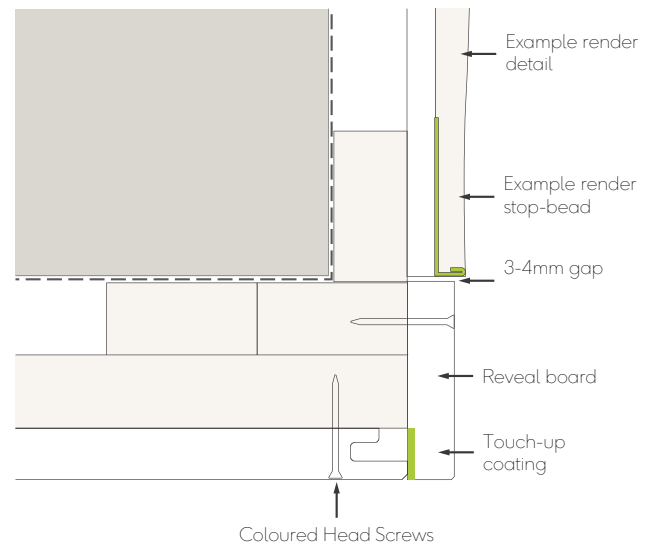 Example render
detail
Example render
stop-bead
3-4mm gap
Reveal board
Touch-up
coating
Coloured Head Screws